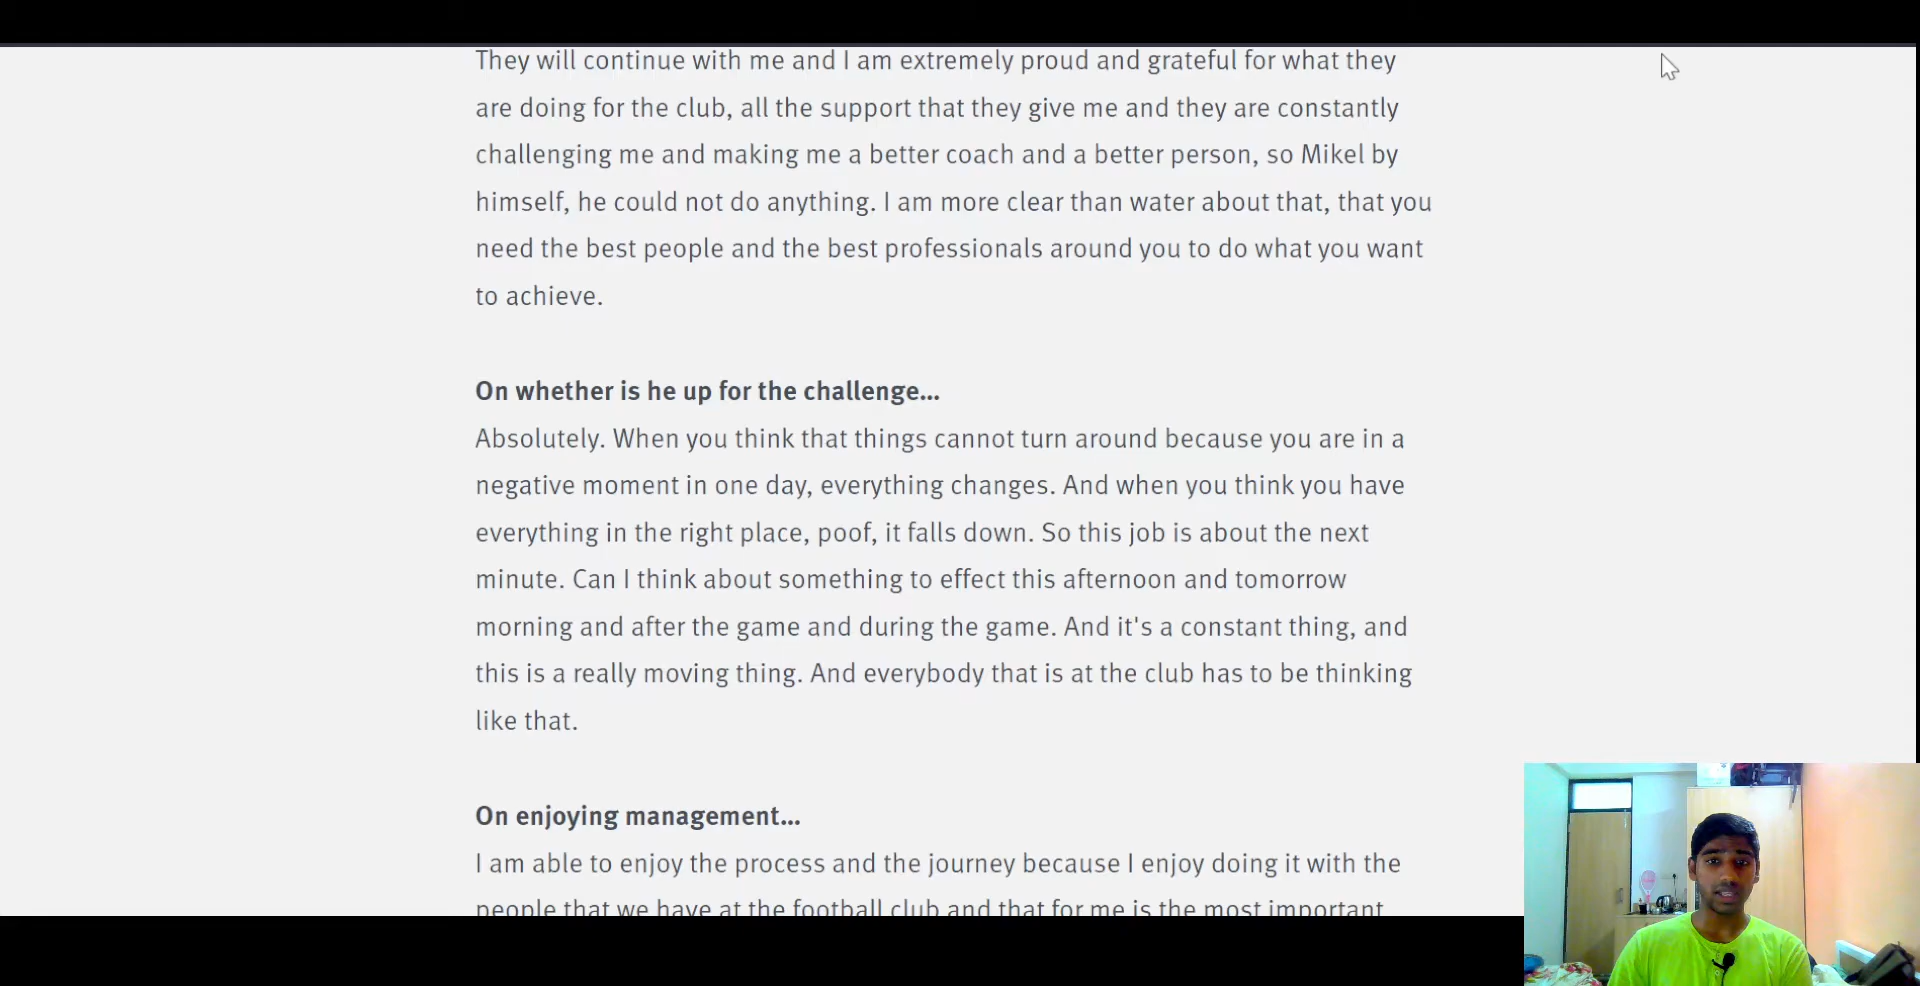 They will continue with me and I am extremely proud and grateful for what they
are doing for the club, all the support that they give me and they are constantly
challenging me and making me a better coach and a better person, so Mikel by
himself, he could not do anything. I am more clear than water about that, that you
need the best people and the best professionals around you to do what you want
to achieve.
On whether is he up for the challenge...
Absolutely. When you think that things cannot turn around because you are in a
negative moment in one day, everything changes. And when you think you have
everything in the right place, poof, it falls down. So this job is about the next
minute. Can I think about something to effect this afternoon and tomorrow
morning and after the game and during the game. And it's a constant thing, and
this is a really moving thing. And everybody that is at the club has to be thinking
like that.
On enjoying management...
I am able to enjoy the process and the journey because I enjoy doing it with the
people that we have at the football club and that for me is the most important